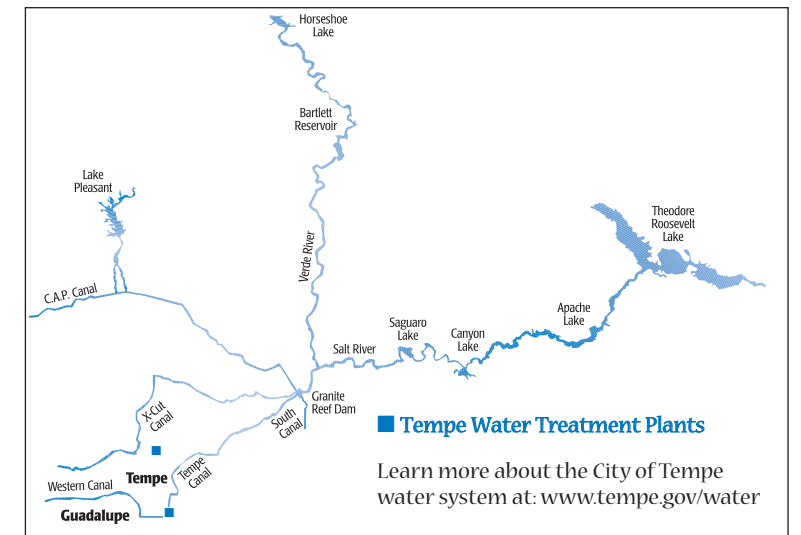 Horseshoe
Lake
Bartlett
Reservoir
Lake
Pleasant
Theodore
Roosevelt
Lake
Verde River
C.A.P. Canal
Apache
Lake
Saguaro
Lake
Canyon
Lake
Salt River
Granite
Reef Dam
South
Canal
X-Cut
Canal
Tempe Water Treatment Plants
Tempe
Tempe
Canal
Western Canal
Guadalupe
Learn more about the City of Tempe
water system at: www.tempe.gov/water